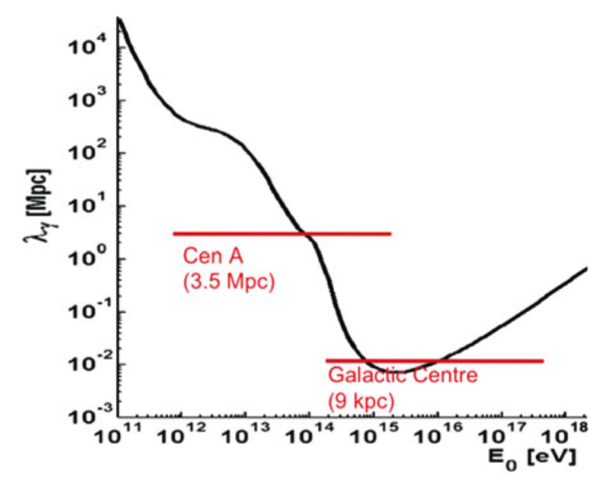 λγ [Mpc]
10⁴
10³
10²
10¹
10⁰
10⁻¹
10⁻²
10⁻³
Cen A
(3.5 Mpc)
Galactic Centre
(9 kpc)
10¹¹ 10¹² 10¹³ 10¹⁴ 10¹⁵ 10¹⁶ 10¹⁷ 10¹⁸
E₀ [eV]